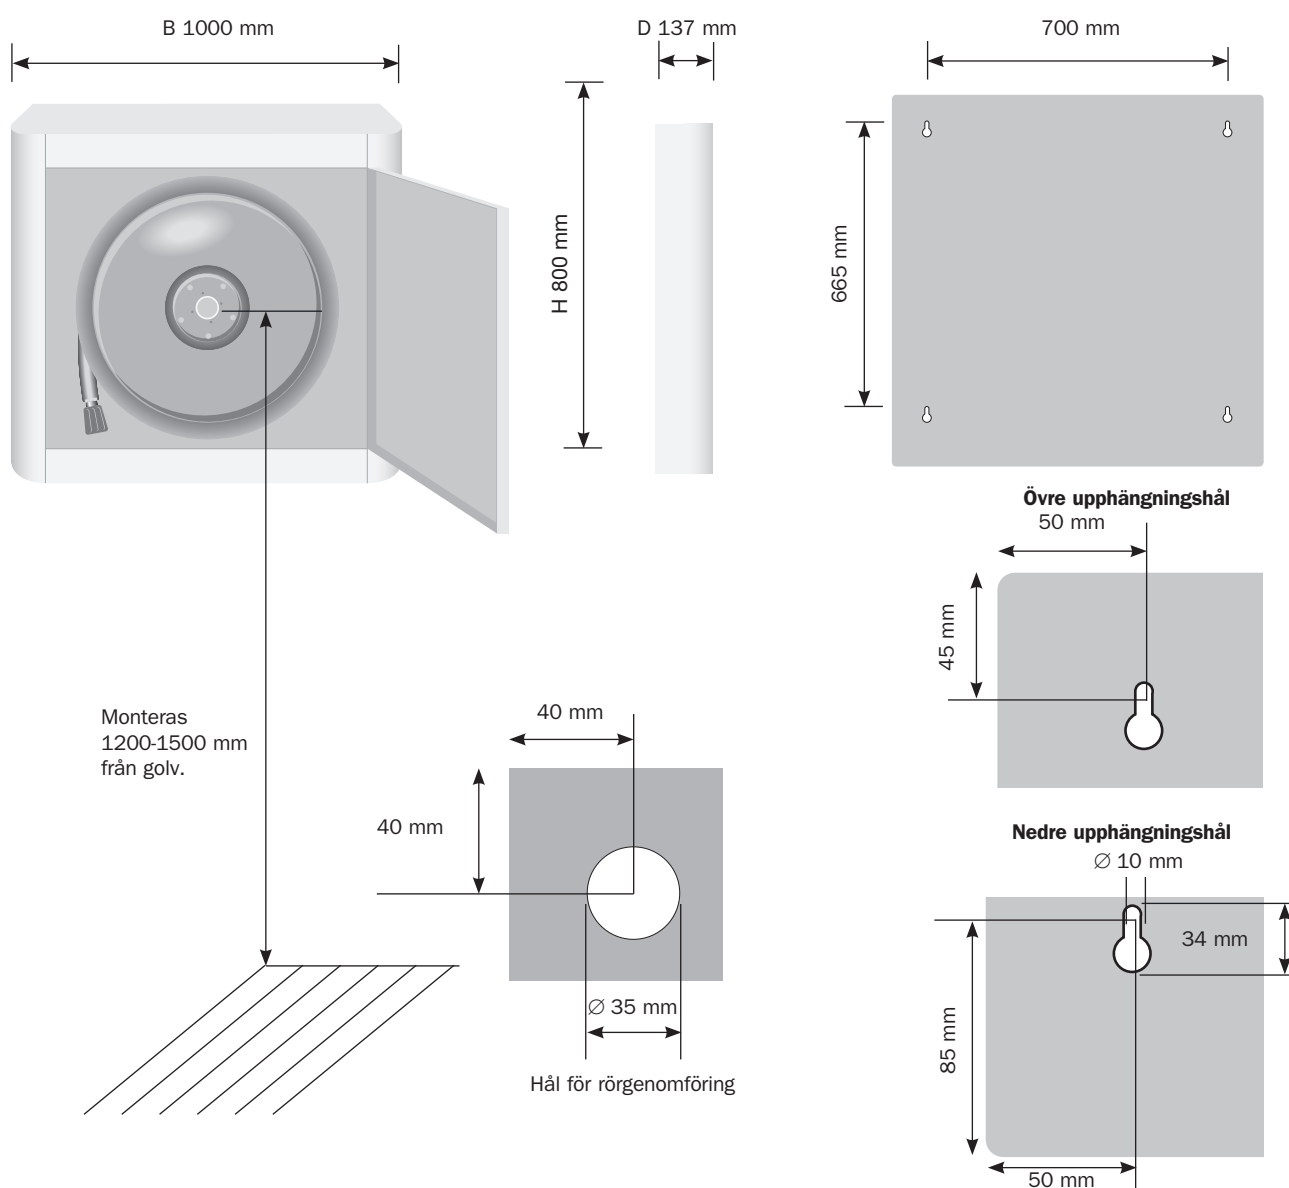 B 1000 mm
D 137 mm
700 mm
H 800 mm
665 mm
Övre upphängningshål
50 mm
45 mm
Monteras
1200-1500 mm
från golv.
40 mm
40 mm
∅ 35 mm
Hål för rörgenomföring
Nedre upphängningshål
∅ 10 mm
34 mm
85 mm
50 mm